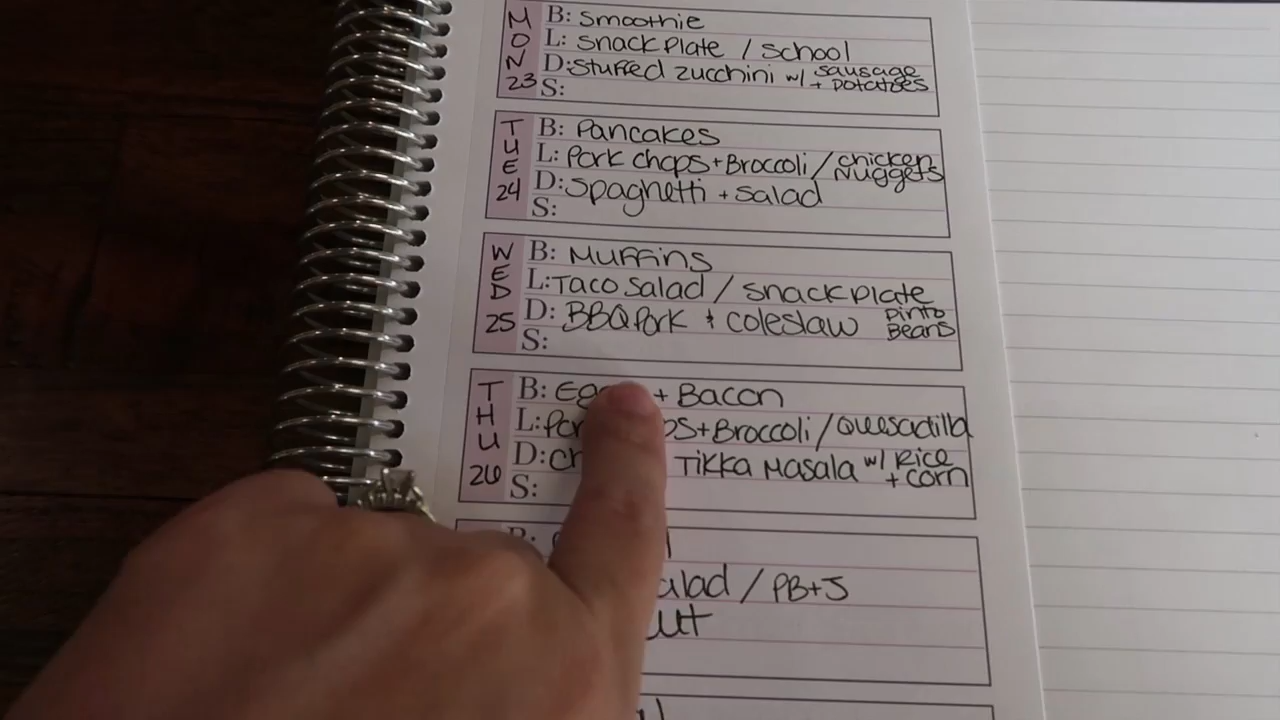 MON 23
B: Smoothie
L: Snack Plate / School
D: Stuffed zucchini w/ sausage + potatoes
S:
TUE 24
B: Pancakes
L: Pork chops + Broccoli / chicken Nuggets
D: Spaghetti + Salad
S:
WED 25
B: Muffins
L: Taco Salad / Snack Plate
D: BBQ Pork + coleslaw pinto Beans
S:
THU 26
B: + Bacon
L: + Broccoli / Quesadilla
D: Tikka Masala w/ Rice + corn
S:
B:
/ PB+J